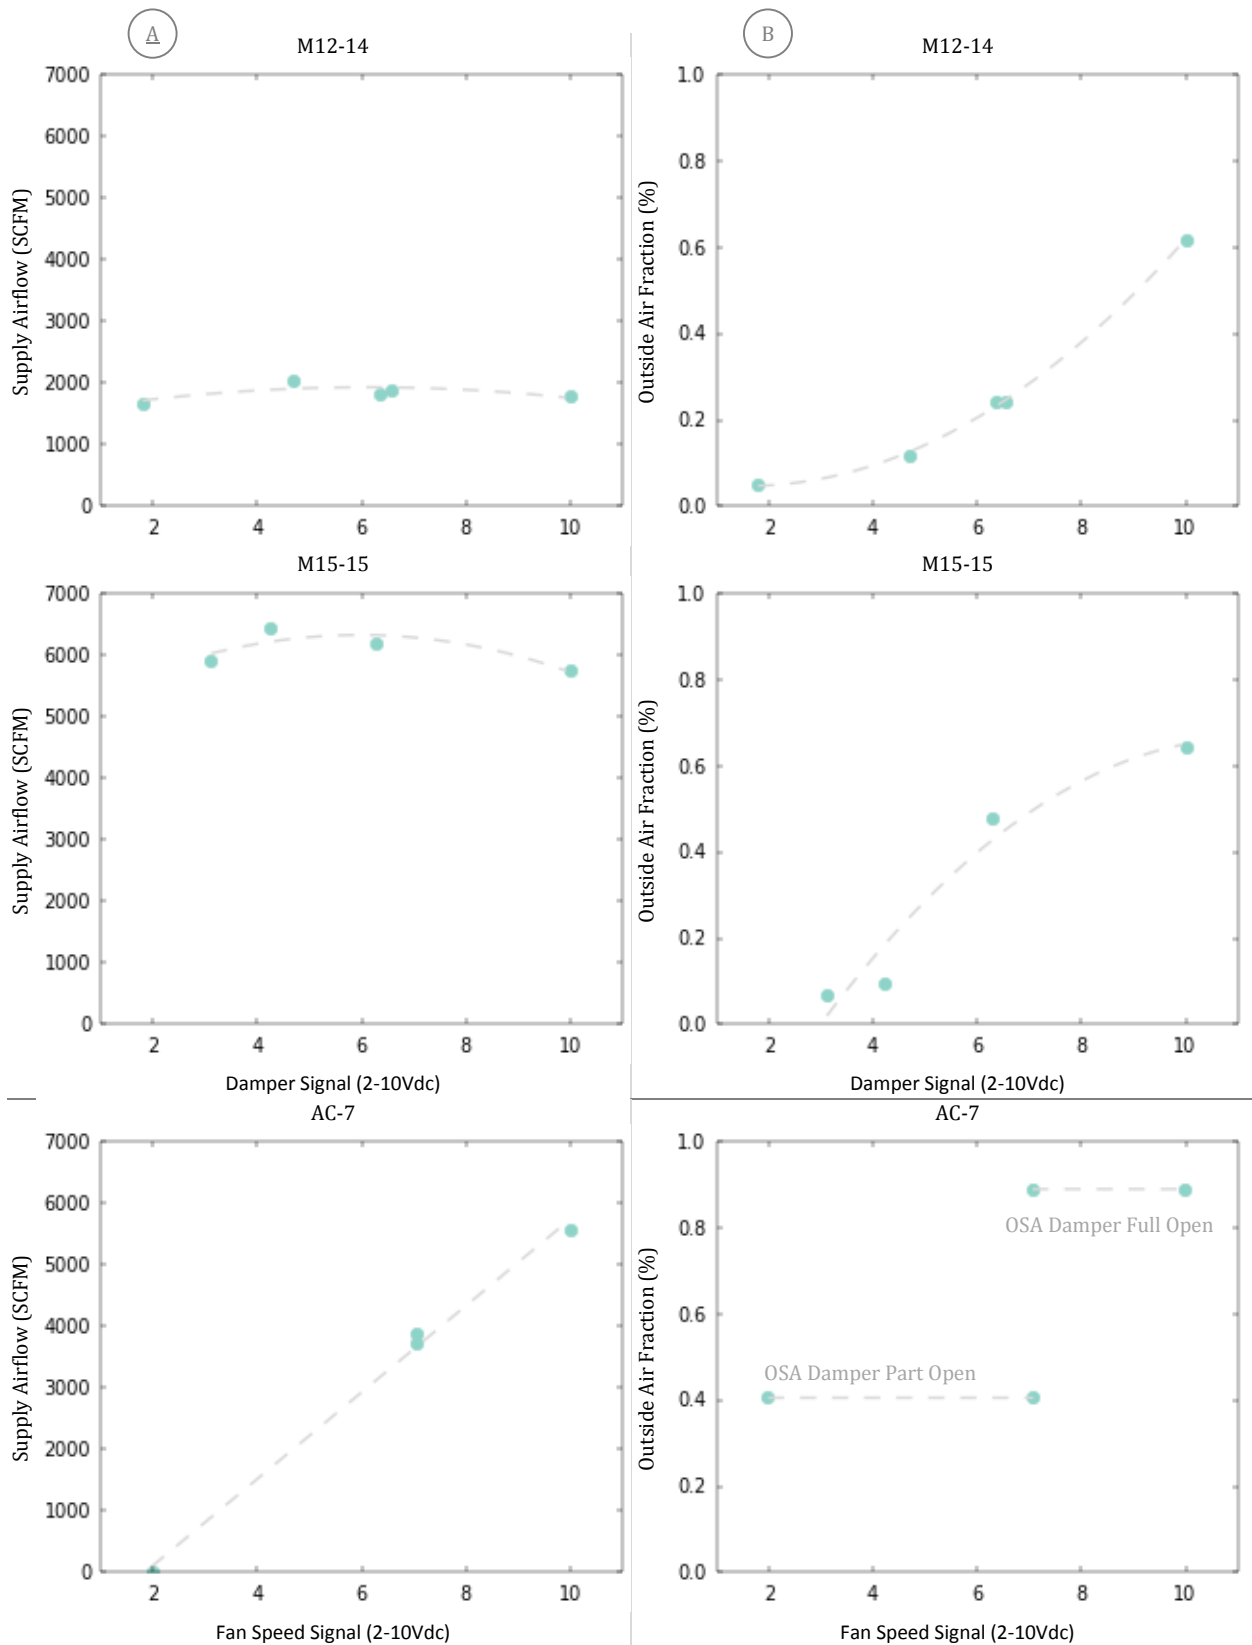 A
M12-14
Supply Airflow (SCFM)
7000
6000
5000
4000
3000
2000
1000
0
2 4 6 8 10
B
M12-14
Outside Air Fraction (%)
1.0
0.8
0.6
0.4
0.2
0.0
2 4 6 8 10
M15-15
Supply Airflow (SCFM)
7000
6000
5000
4000
3000
2000
1000
0
2 4 6 8 10
Damper Signal (2-10Vdc)
M15-15
Outside Air Fraction (%)
1.0
0.8
0.6
0.4
0.2
0.0
2 4 6 8 10
Damper Signal (2-10Vdc)
AC-7
Supply Airflow (SCFM)
7000
6000
5000
4000
3000
2000
1000
0
2 4 6 8 10
Fan Speed Signal (2-10Vdc)
AC-7
Outside Air Fraction (%)
1.0
0.8
0.6
0.4
0.2
0.0
OSA Damper Full Open
OSA Damper Part Open
2 4 6 8 10
Fan Speed Signal (2-10Vdc)